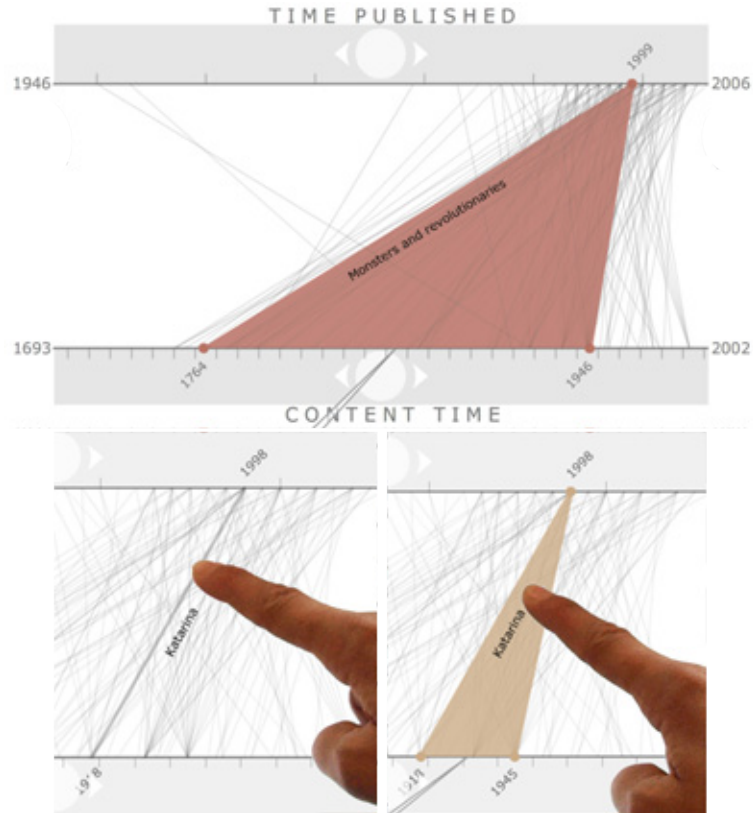 TIME PUBLISHED
1999
1946
2006
Monsters and revolutionaries
1693
2002
1764
1946
CONTENT TIME
1998
Katarina
1998
Katarina
1945